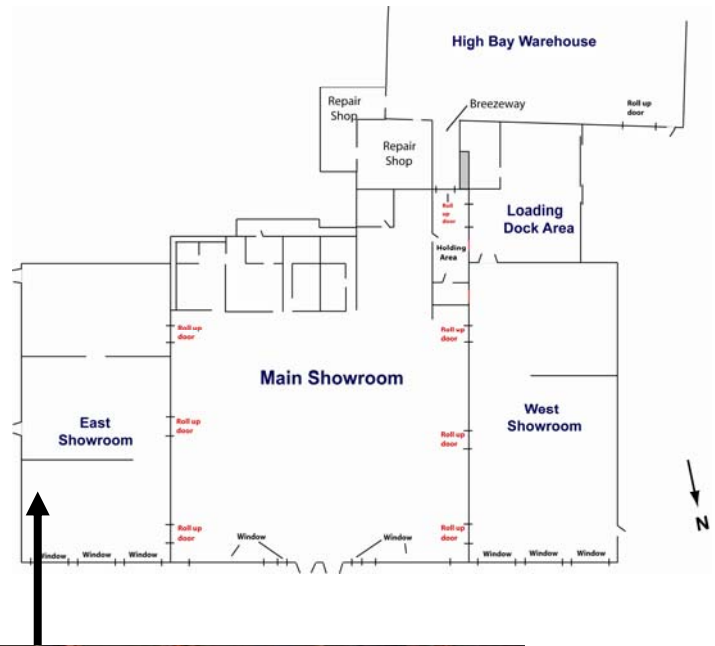 High Bay Warehouse
Repair
Shop
Breezeway
Roll up
door
Repair
Shop
Roll
up
door
Loading
Dock Area
Holding
Area
Roll up
door
Roll up
door
Main Showroom
East
Showroom
Roll up
door
West
Showroom
Roll up
door
N
Roll up
door
Roll up
door
Window
Window
Window
Window
Window
Window
Window
Window